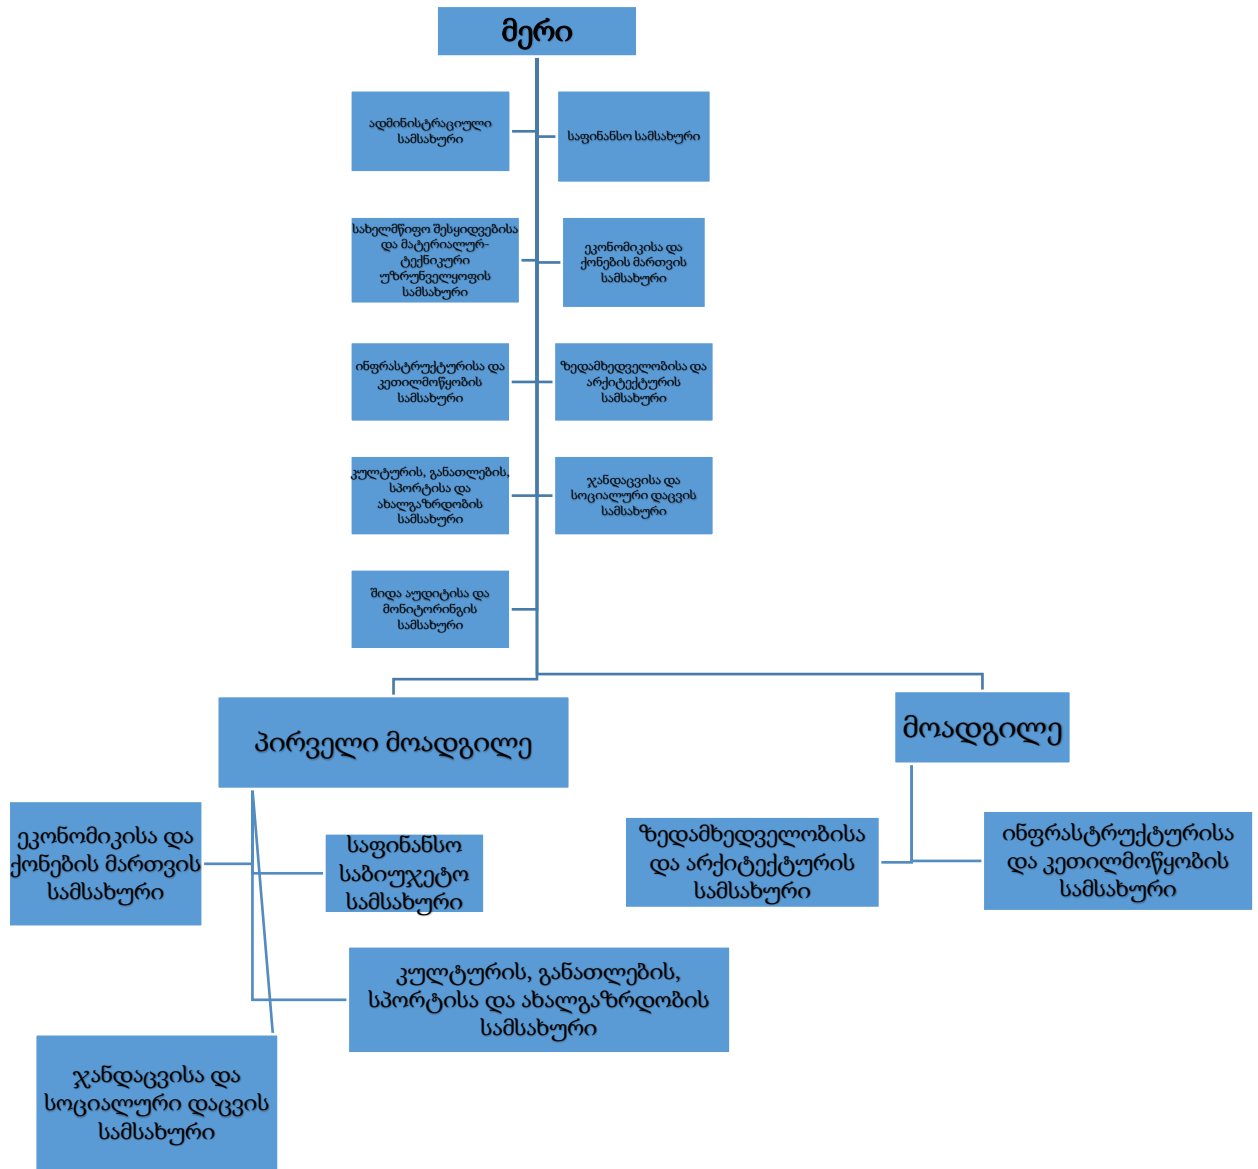 მერი
ადმინისტრაციული
სამსახური
საფინანსო სამსახური
სახელმწიფო შესყიდვებისა
და მატერიალურ-
ტექნიკური
უზრუნველყოფის
სამსახური
ეკონომიკისა და
ქონების მართვის
სამსახური
ინფრასტრუქტურისა და
კეთილმოწყობის
სამსახური
ზედამხედველობისა და
არქიტექტურის
სამსახური
კულტურის, განათლების,
სპორტისა და
ახალგაზრდობის
სამსახური
ჯანდაცვისა და
სოციალური დაცვის
სამსახური
შიდა აუდიტისა და
მონიტორინგის
სამსახური
პირველი მოადგილე
მოადგილე
ეკონომიკისა და
ქონების მართვის
სამსახური
საფინანსო
საბიუჯეტო
სამსახური
ზედამხედველობისა
და არქიტექტურის
სამსახური
ინფრასტრუქტურისა
და კეთილმოწყობის
სამსახური
კულტურის, განათლების,
სპორტისა და ახალგაზრდობის
სამსახური
ჯანდაცვისა და
სოციალური დაცვის
სამსახური